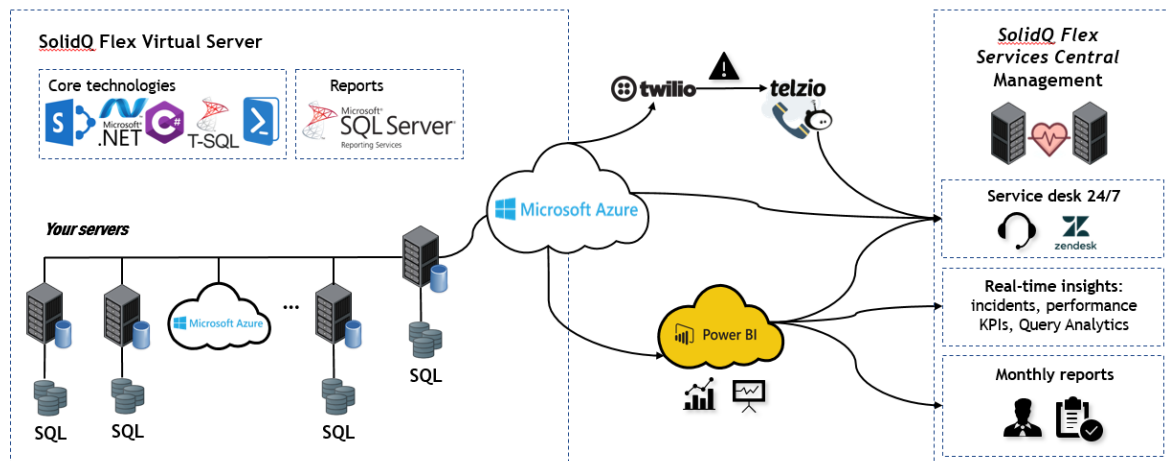 SolidQ Flex Virtual Server
Core technologies
S
Microsoft
.NET
C#
T-SQL
Reports
Microsoft
SQL Server
Reporting Services
Your servers
Microsoft Azure
...
SQL
SQL
SQL
SQL
Microsoft Azure
twilio
telzio
Power BI
SolidQ Flex
Services Central
Management
Service desk 24/7
zendesk
Real-time insights:
incidents, performance
KPIs, Query Analytics
Monthly reports